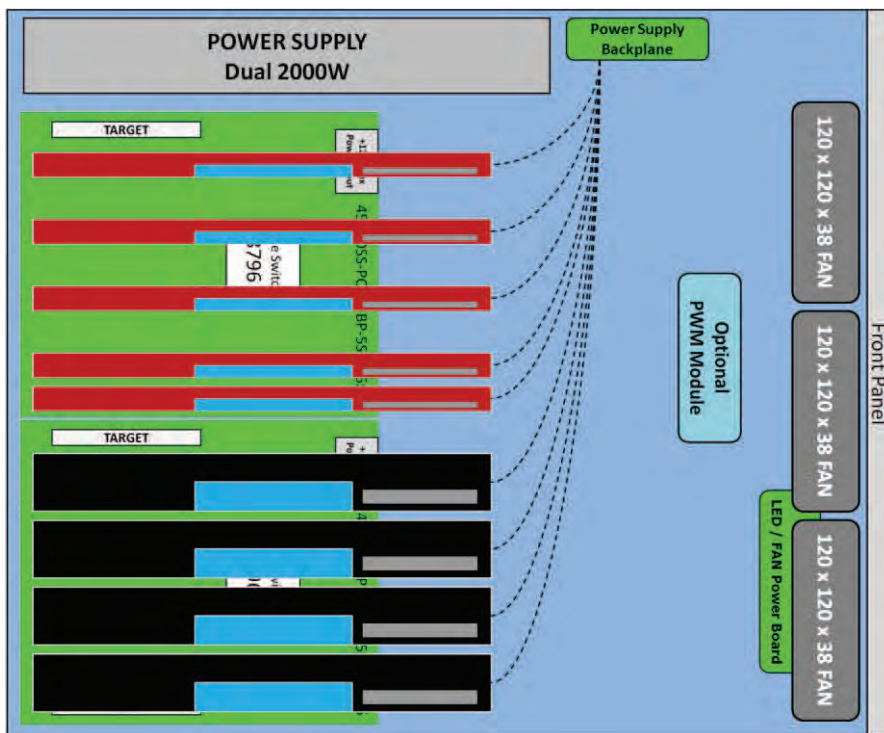 POWER SUPPLY
Dual 2000W
Power Supply
Backplane
TARGET
120 x 120 x 38 FAN
Optional
PWM Module
120 x 120 x 38 FAN
Front Panel
TARGET
LED / FAN Power Board
120 x 120 x 38 FAN